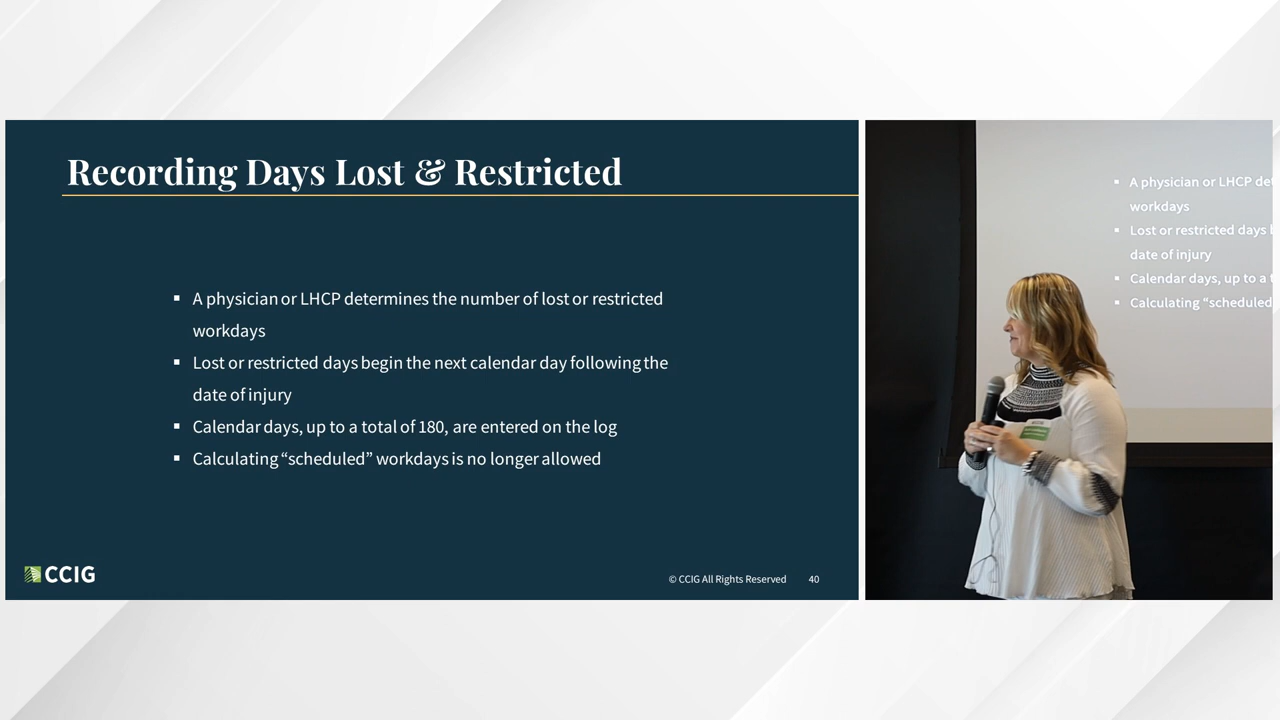 Recording Days Lost & Restricted
▪ A physician or LHCP determines the number of lost or restricted
workdays
▪ Lost or restricted days begin the next calendar day following the
date of injury
▪ Calendar days, up to a total of 180, are entered on the log
▪ Calculating “scheduled” workdays is no longer allowed
CCIG
© CCIG All Rights Reserved 40
▪ A physician or LHCP det
workdays
▪ Lost or restricted days
date of injury
▪ Calendar days, up to a
▪ Calculating “scheduled